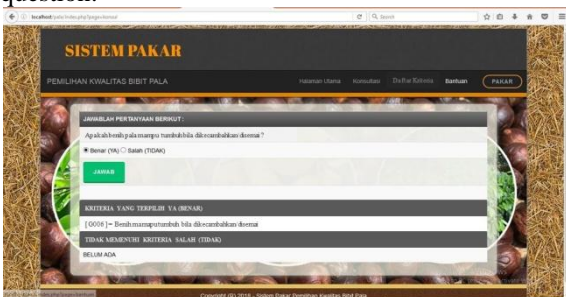 question.
localhost/pala/index.php?page=konsul
Search
SISTEM PAKAR
PEMILIHAN KWALITAS BIBIT PALA
Halaman Utama Konsultasi Daftar Kriteria Bantuan PAKAR
JAWABLAH PERTANYAAN BERIKUT :
Apakah benih pala mampu tumbuh bila dikecambahkan disemai ?
Benar (YA) Salah (TIDAK)
JAWAB
KRITERIA YANG TERPILIH YA (BENAR)
[G006]= Benih mamapu tumbuh bila dikecambahkan disemai
TIDAK MEMENUHI KRITERIA SALAH (TIDAK)
BELUM ADA
Copyright (C) 2016 - Sistem Pakar Pemilihan Kwalitas Bibit Pala